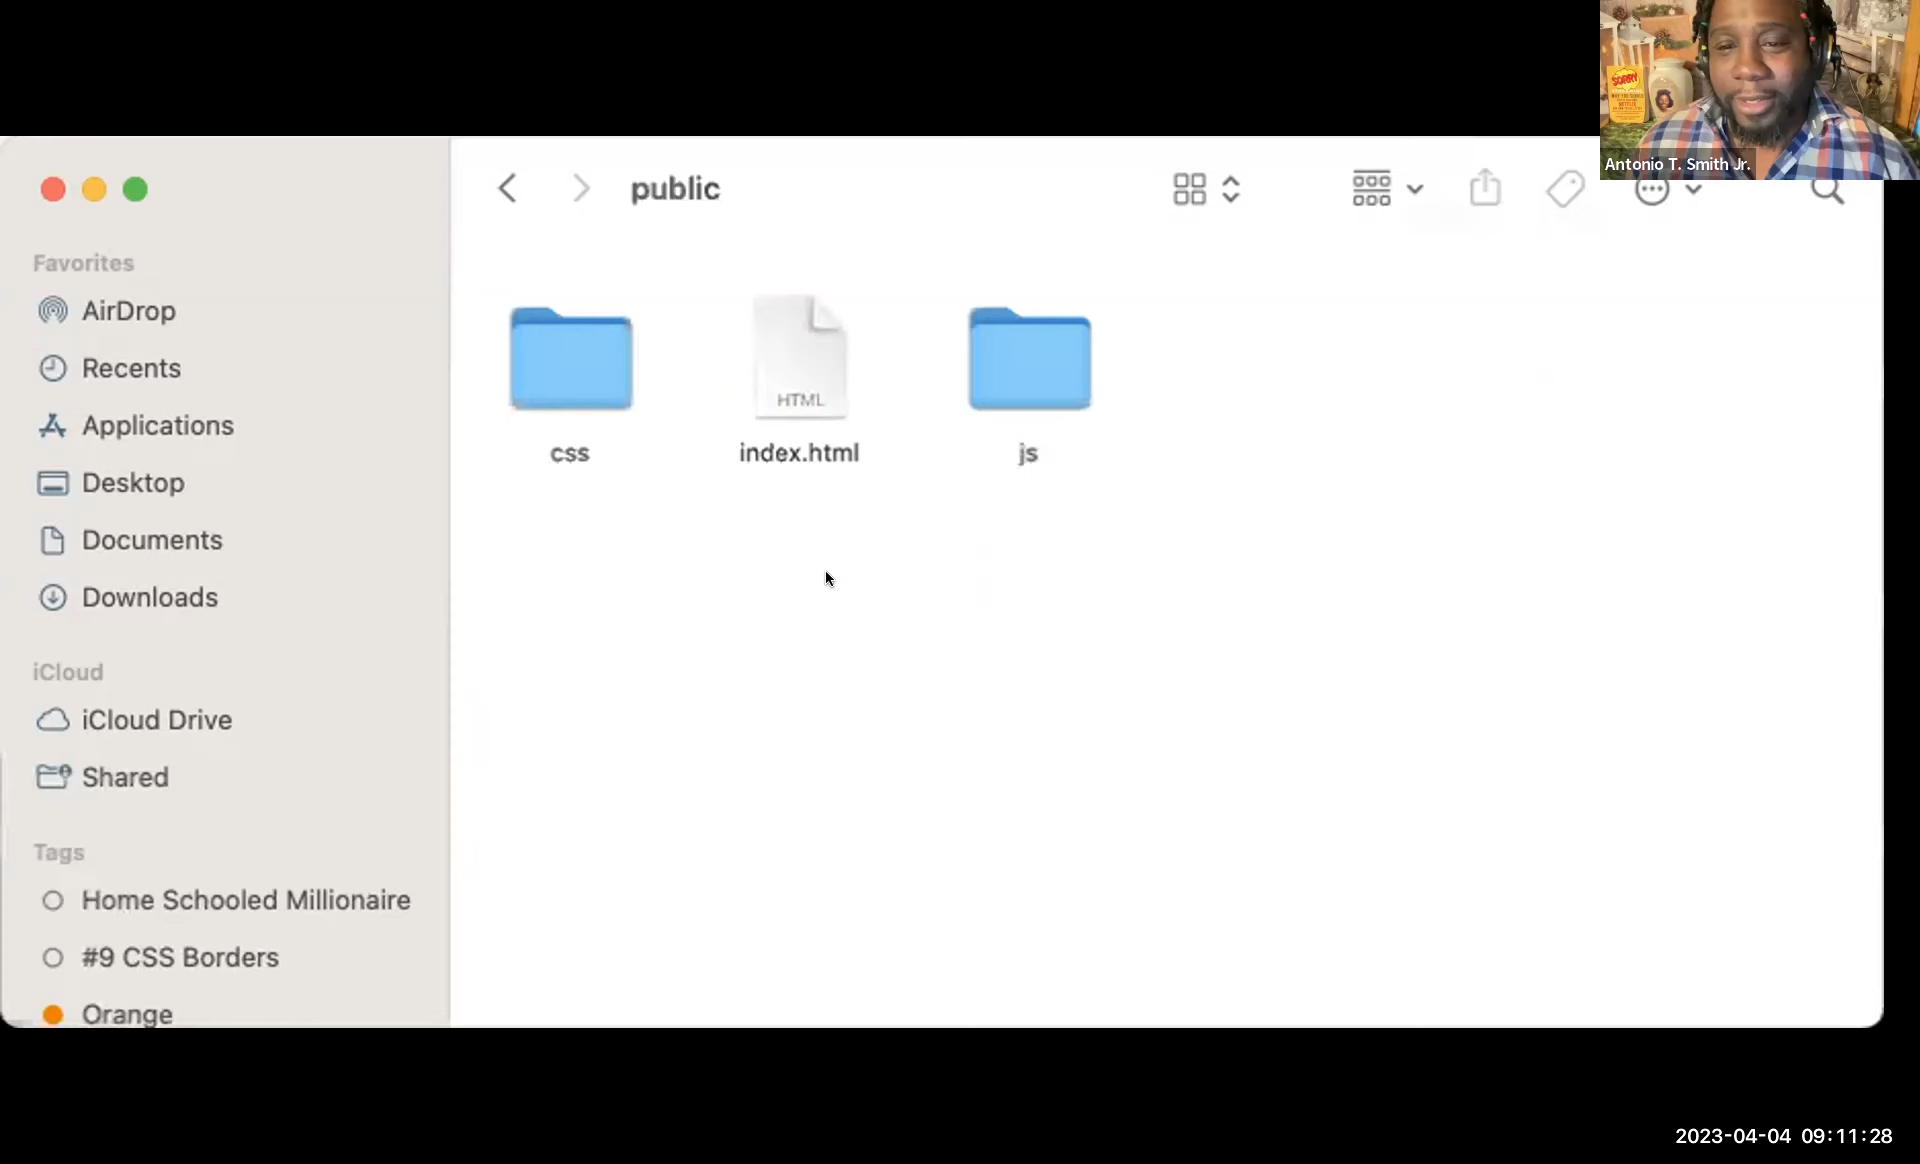 SORRY
Antonio T. Smith Jr.
public
Favorites
AirDrop
Recents
Applications
Desktop
Documents
Downloads
iCloud
iCloud Drive
Shared
Tags
Home Schooled Millionaire
#9 CSS Borders
Orange
HTML
css
index.html
js
2023-04-04 09:11:28